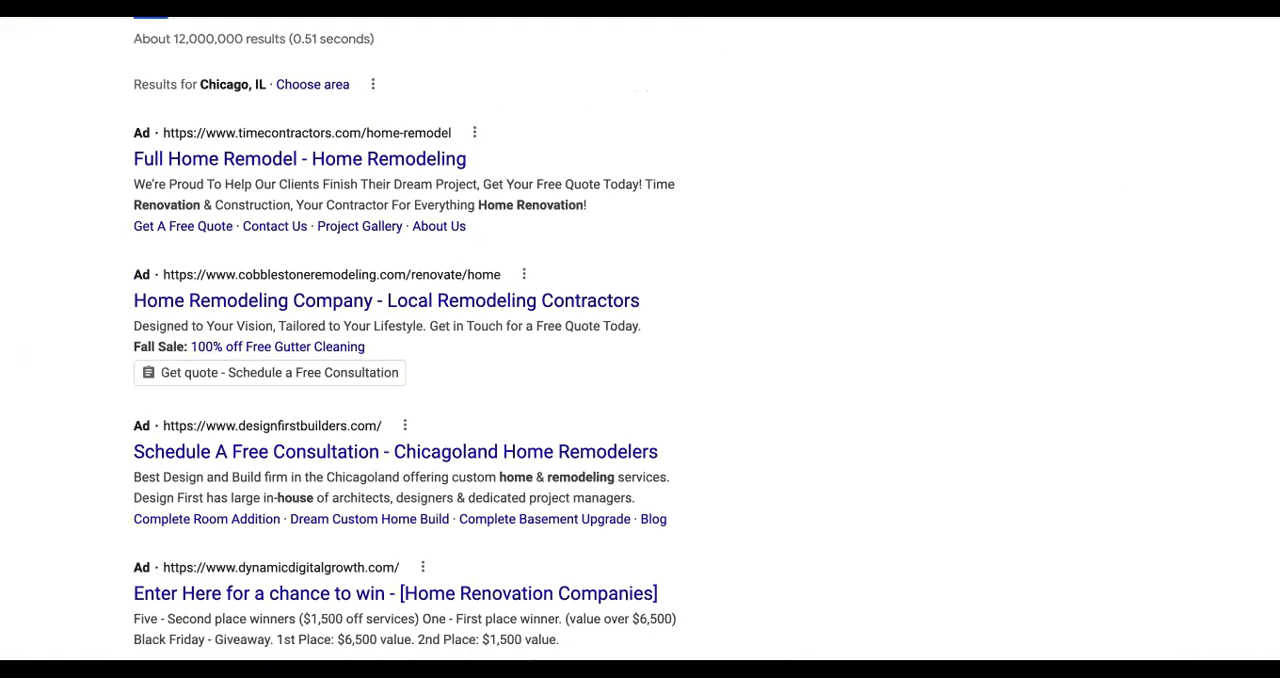 About 12,000,000 results (0.51 seconds)
Results for Chicago, IL · Choose area
Ad · https://www.timecontractors.com/home-remodel
Full Home Remodel - Home Remodeling
We're Proud To Help Our Clients Finish Their Dream Project, Get Your Free Quote Today! Time
Renovation & Construction, Your Contractor For Everything Home Renovation!
Get A Free Quote · Contact Us · Project Gallery · About Us
Ad · https://www.cobblestoneremodeling.com/renovate/home
Home Remodeling Company - Local Remodeling Contractors
Designed to Your Vision, Tailored to Your Lifestyle. Get in Touch for a Free Quote Today.
Fall Sale: 100% off Free Gutter Cleaning
Get quote - Schedule a Free Consultation
Ad · https://www.designfirstbuilders.com/
Schedule A Free Consultation - Chicagoland Home Remodelers
Best Design and Build firm in the Chicagoland offering custom home & remodeling services.
Design First has large in-house of architects, designers & dedicated project managers.
Complete Room Addition · Dream Custom Home Build · Complete Basement Upgrade · Blog
Ad · https://www.dynamicdigitalgrowth.com/
Enter Here for a chance to win - [Home Renovation Companies]
Five - Second place winners ($1,500 off services) One - First place winner. (value over $6,500)
Black Friday - Giveaway. 1st Place: $6,500 value. 2nd Place: $1,500 value.